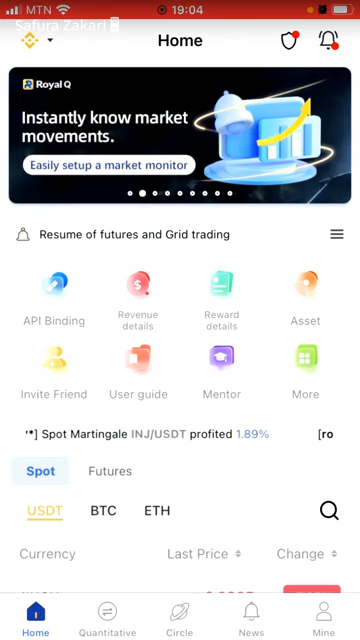 MTN
19:04
Safura Zakari
Home
Royal Q
Instantly know market
movements.
Easily setup a market monitor
Resume of futures and Grid trading
API Binding
Revenue
details
Reward
details
Asset
Invite Friend
User guide
Mentor
More
'*] Spot Martingale INJ/USDT profited 1.89%
[ro
Spot
Futures
USDT
BTC
ETH
Currency
Last Price
Change
Home
Quantitative
Circle
News
Mine